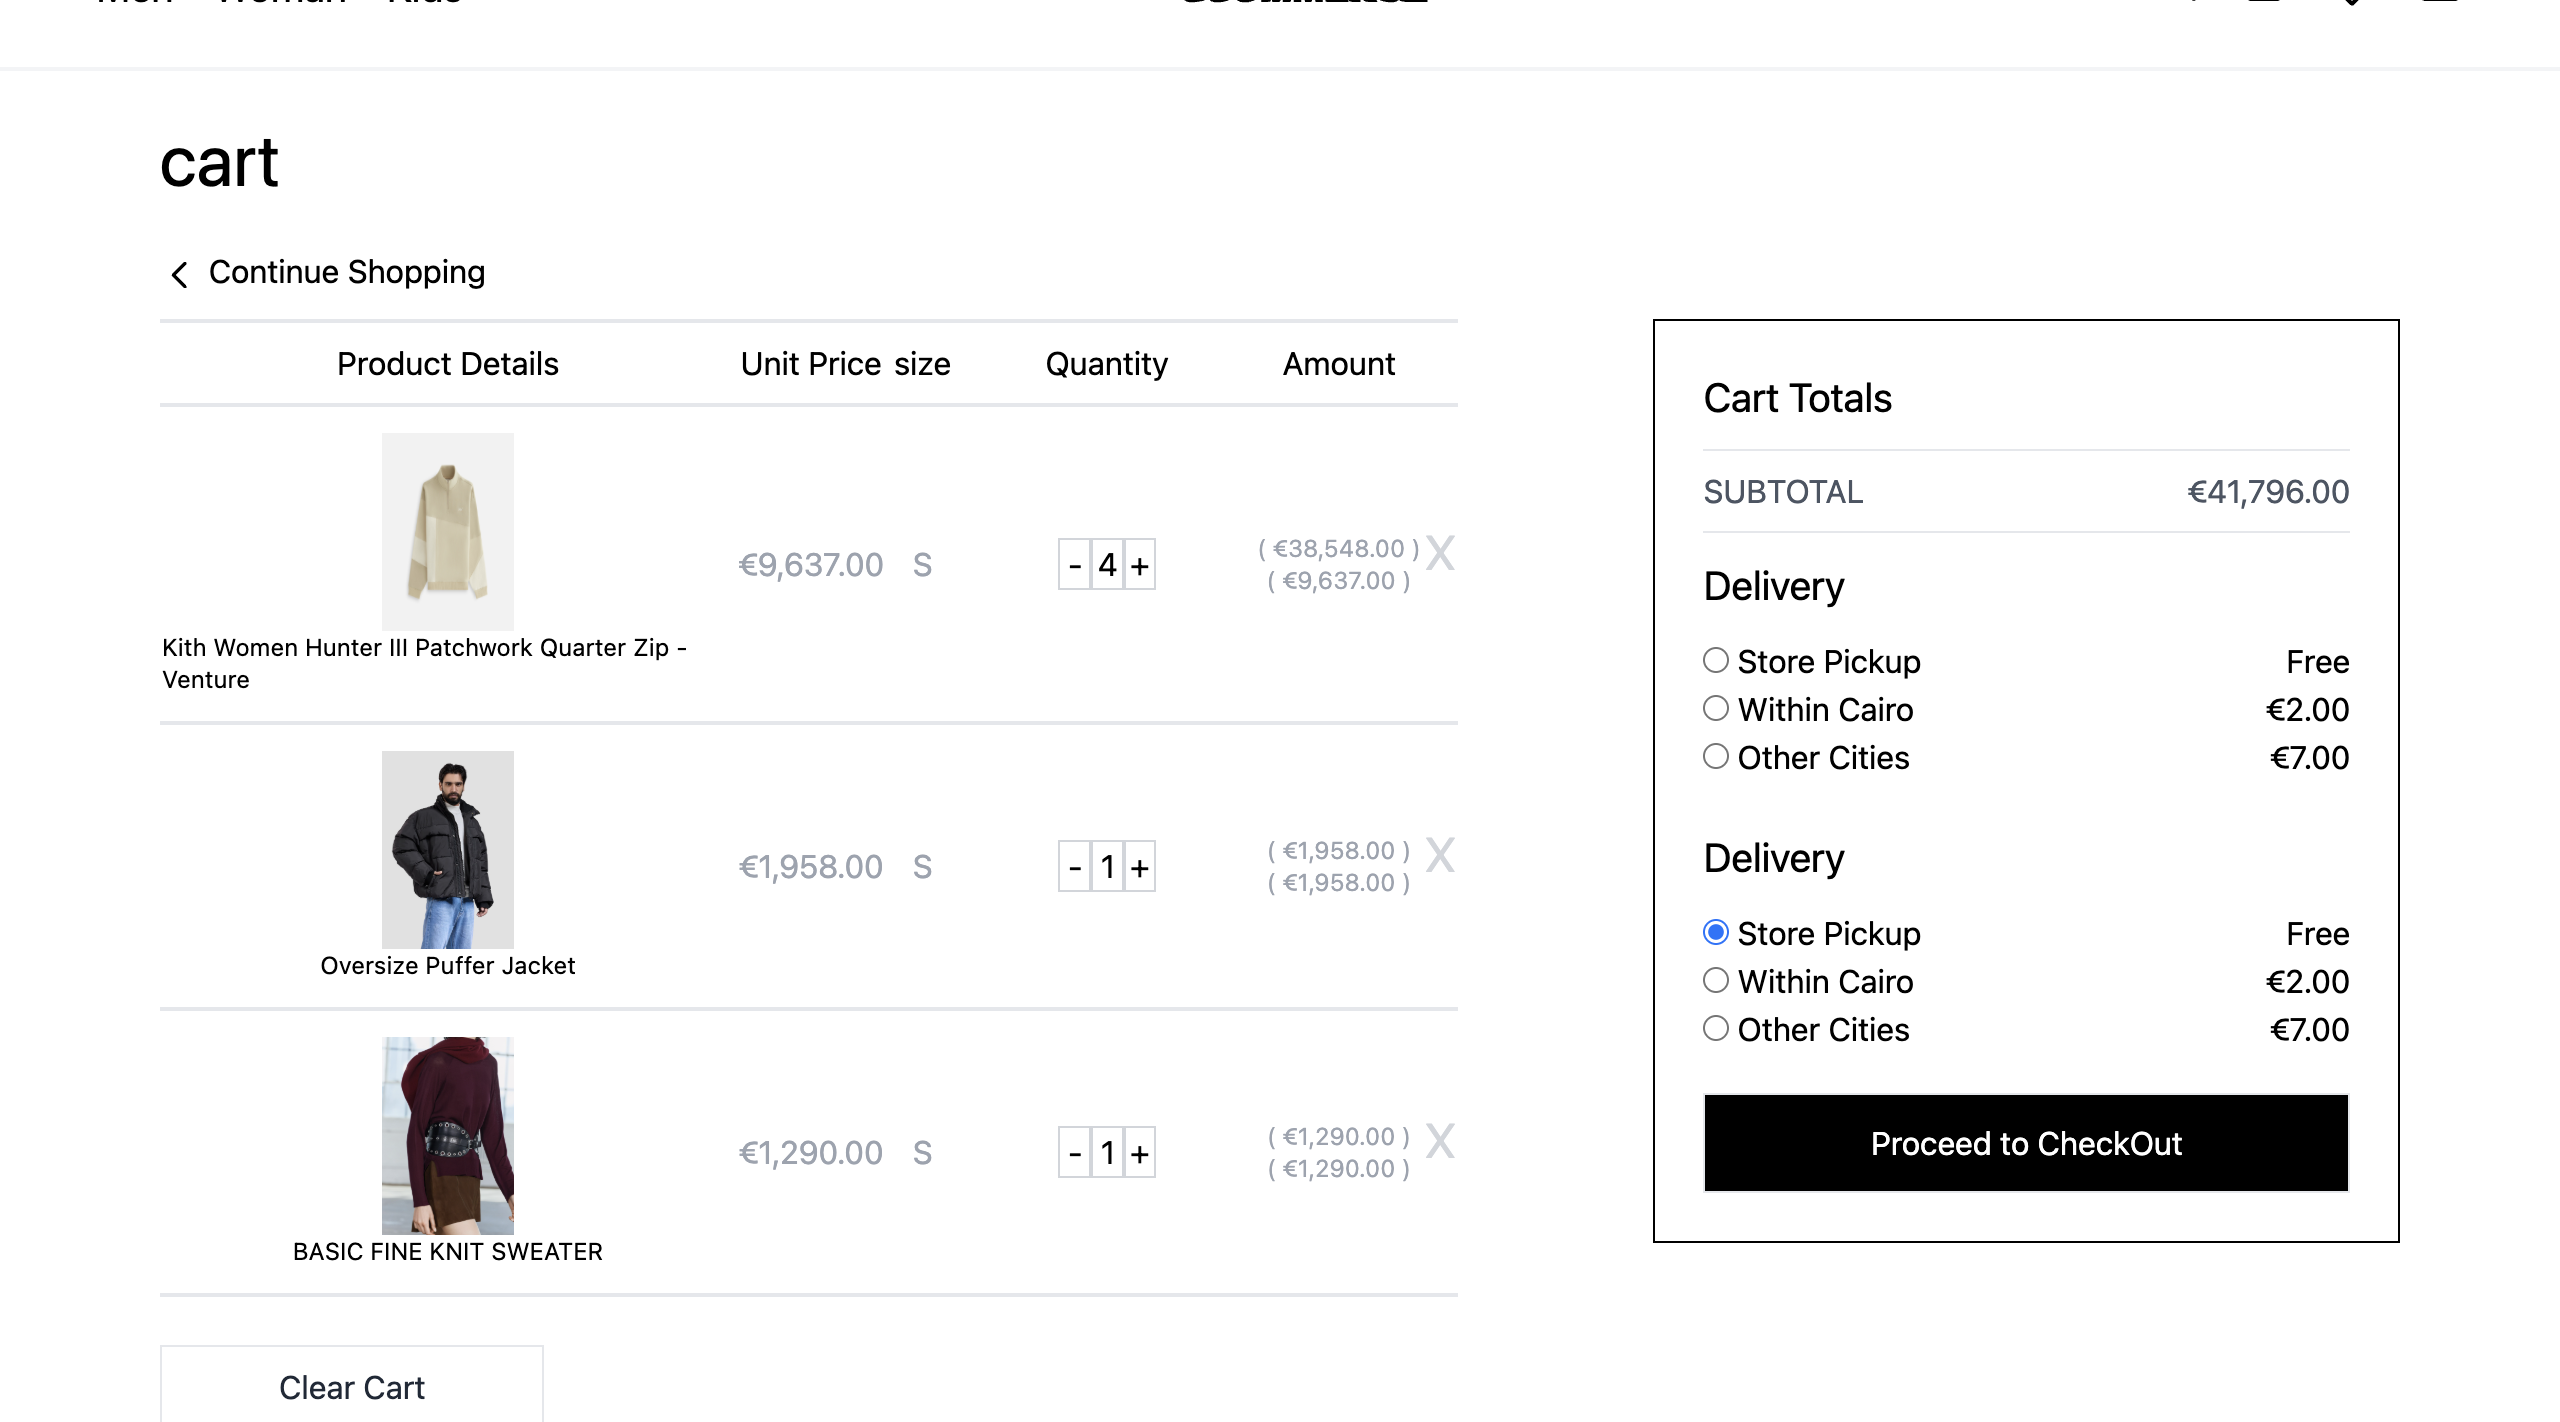 cart
Continue Shopping
Product Details Unit Price size Quantity Amount
€9,637.00 S - 4 + ( €38,548.00 ) X
( €9,637.00 )
Kith Women Hunter III Patchwork Quarter Zip -
Venture
€1,958.00 S - 1 + ( €1,958.00 ) X
( €1,958.00 )
Oversize Puffer Jacket
€1,290.00 S - 1 + ( €1,290.00 ) X
( €1,290.00 )
BASIC FINE KNIT SWEATER
Clear Cart
Cart Totals
SUBTOTAL €41,796.00
Delivery
Store Pickup Free
Within Cairo €2.00
Other Cities €7.00
Delivery
Store Pickup Free
Within Cairo €2.00
Other Cities €7.00
Proceed to CheckOut